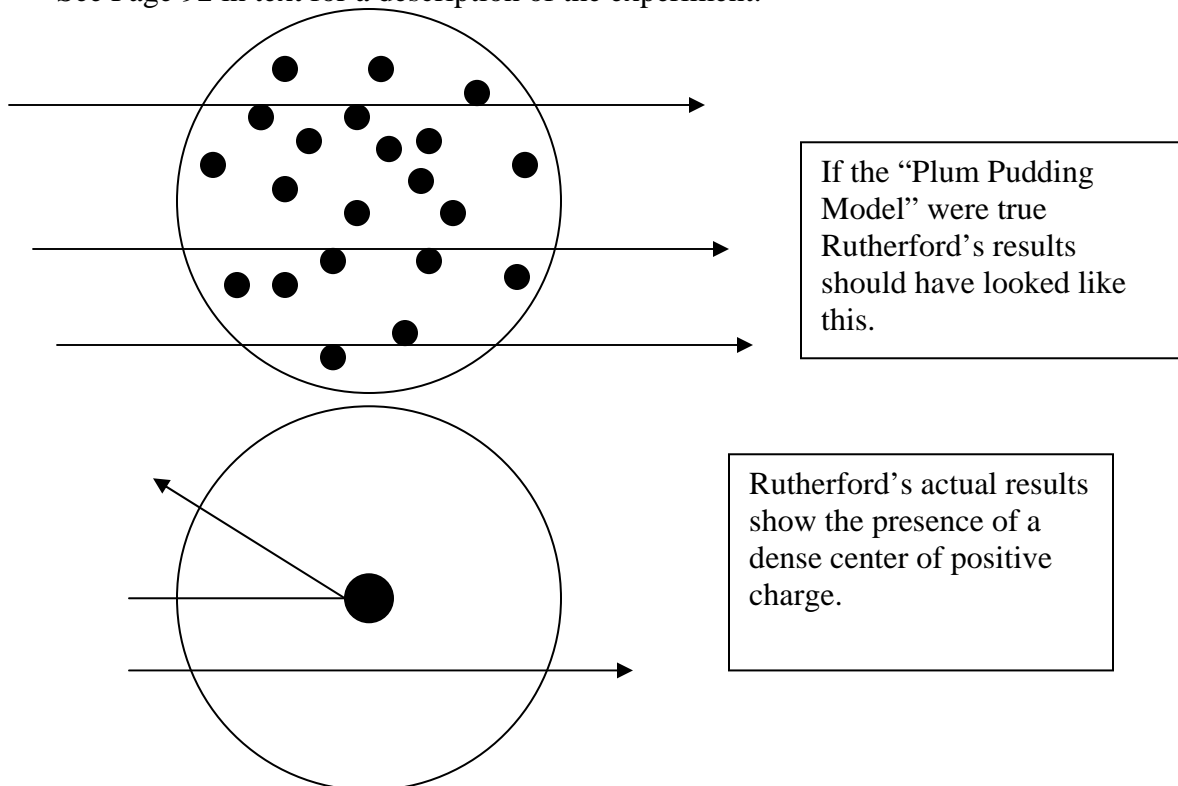 See Page 92 in text for a description of the experiment.
If the “Plum Pudding
Model” were true
Rutherford’s results
should have looked like
this.
Rutherford’s actual results
show the presence of a
dense center of positive
charge.